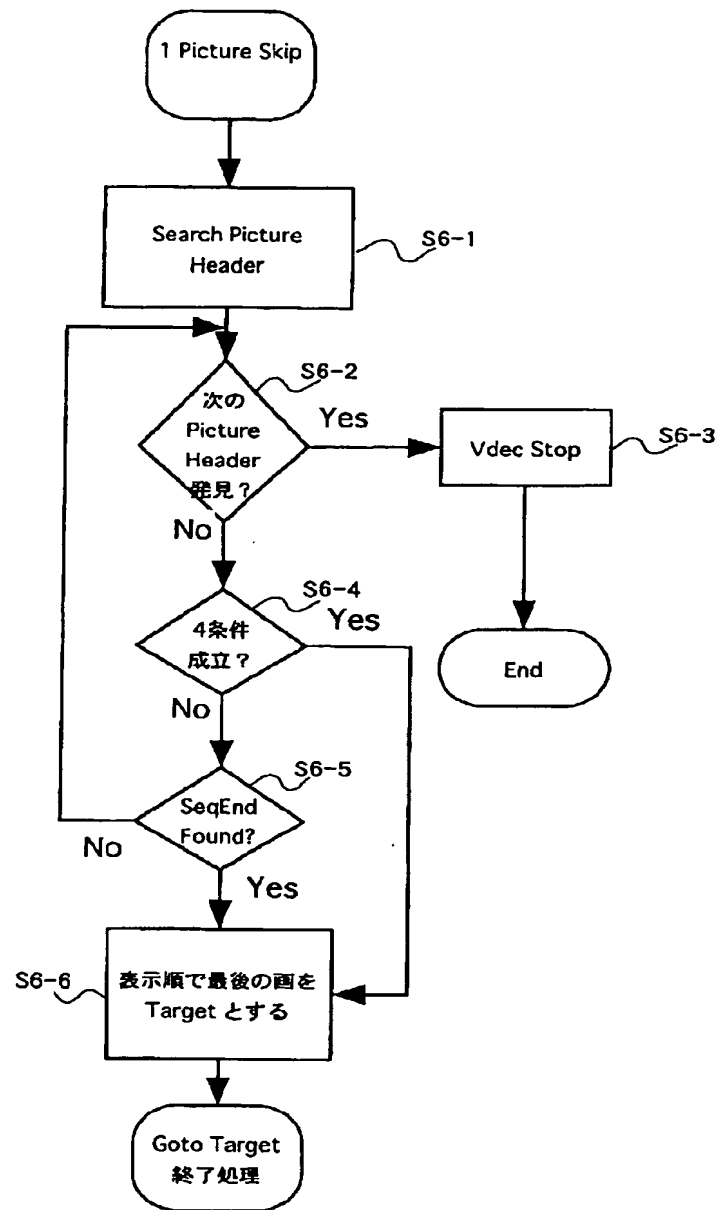 1 Picture Skip
Search Picture
Header
S6-1
S6-2
次の
Picture
Header
発見？
Yes
No
Vdec Stop
S6-3
End
S6-4
4条件
成立？
Yes
No
S6-5
SeqEnd
Found?
No
Yes
S6-6
表示順で最後の画を
Target とする
Goto Target
終了処理